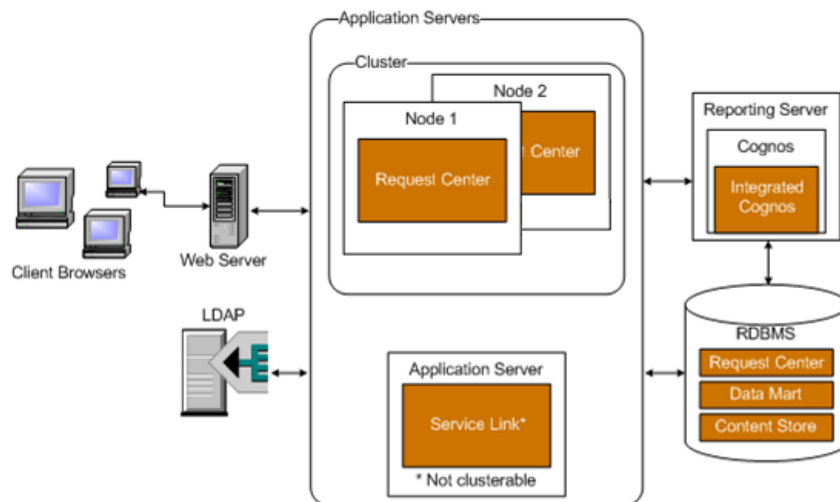 Application Servers
Cluster
Node 2
Node 1
Center
Request Center
Reporting Server
Cognos
Integrated
Cognos
Client Browsers
Web Server
LDAP
RDBMS
Request Center
Data Mart
Content Store
Application Server
Service Link*
* Not clusterable